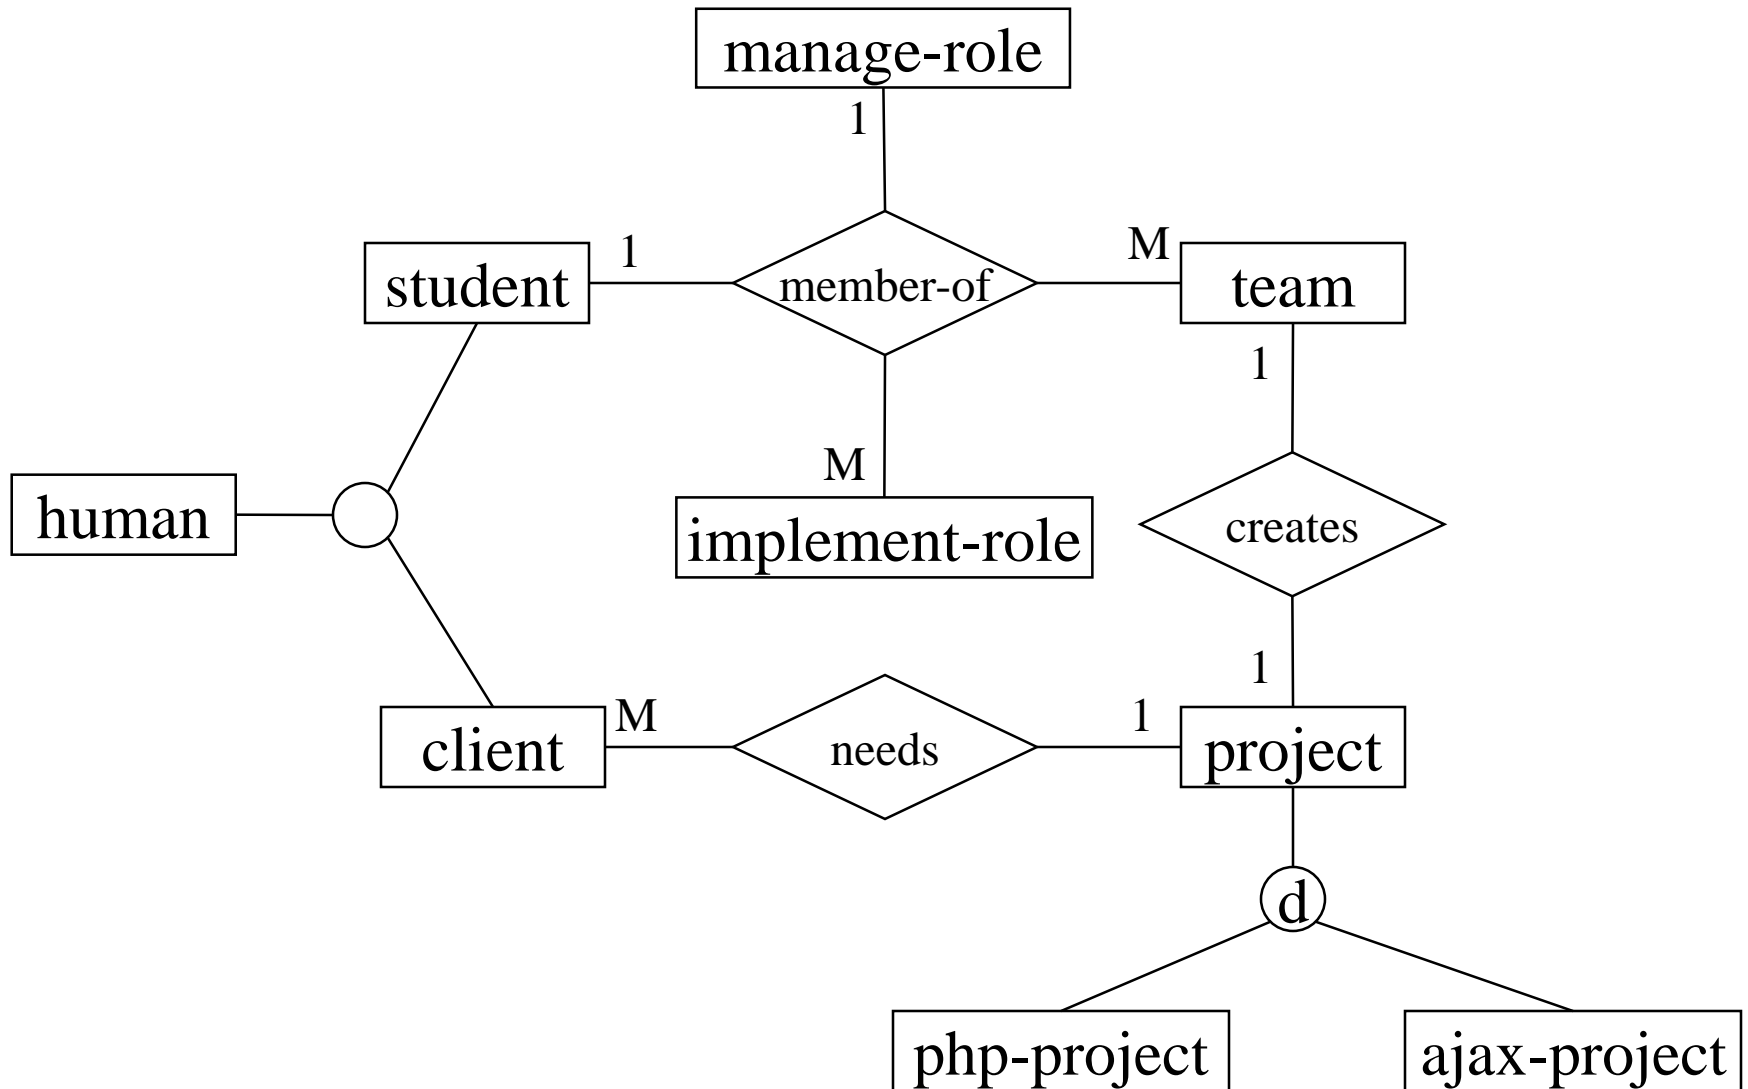 manage-role
1
student
1
member-of
M
team
1
M
human
implement-role
creates
1
client
M
needs
1
project
d
php-project
ajax-project